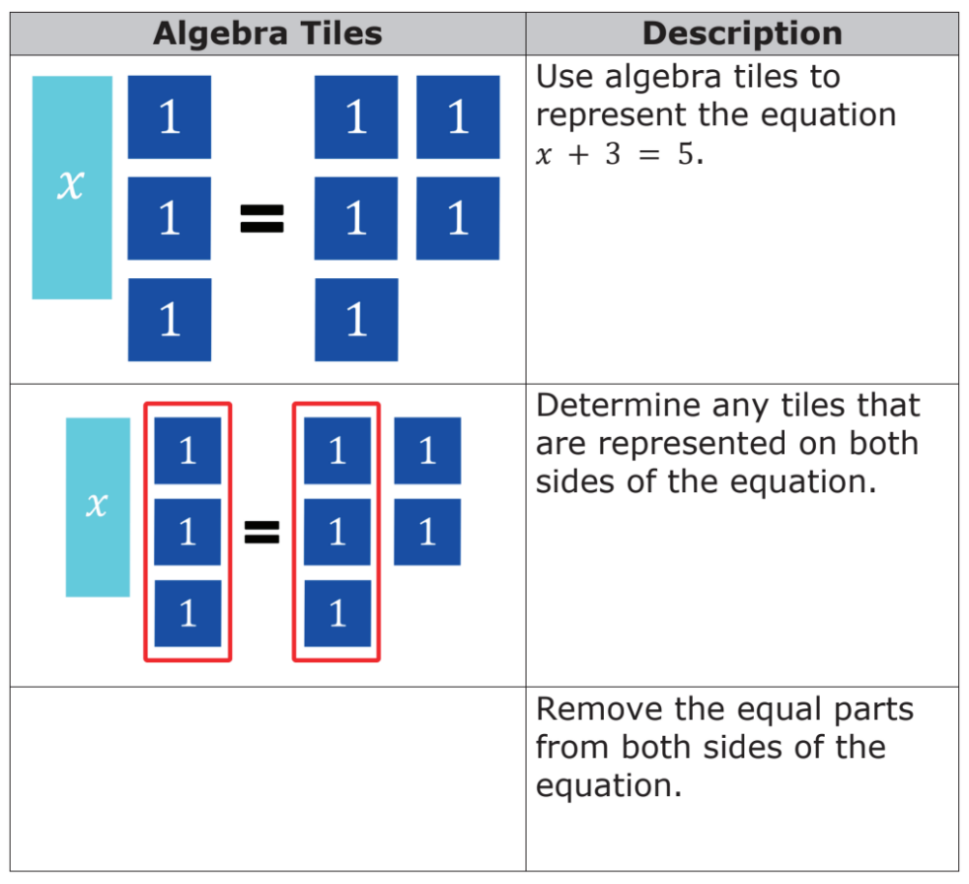 Algebra Tiles Description
Use algebra tiles to
represent the equation
x + 3 = 5.
1 1 1
x
1 = 1 1
1 1
Determine any tiles that
are represented on both
sides of the equation.
1 1 1
x
1 = 1 1
1 1
Remove the equal parts
from both sides of the
equation.